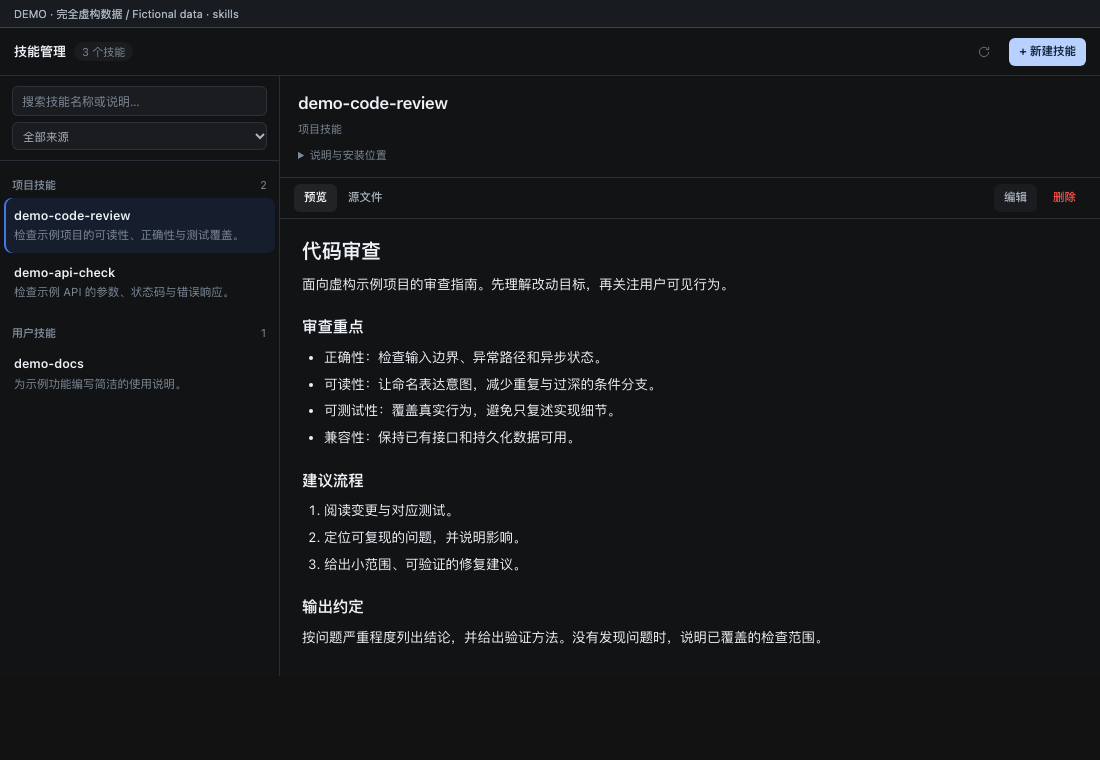 DEMO · 完全虚构数据 / Fictional data · skills
技能管理 3 个技能
+ 新建技能
搜索技能名称或说明...
全部来源
项目技能 2
demo-code-review
检查示例项目的可读性、正确性与测试覆盖。
demo-api-check
检查示例 API 的参数、状态码与错误响应。
用户技能 1
demo-docs
为示例功能编写简洁的使用说明。
demo-code-review
项目技能
说明与安装位置
预览 源文件 编辑 删除
代码审查
面向虚构示例项目的审查指南。先理解改动目标，再关注用户可见行为。
审查重点
• 正确性：检查输入边界、异常路径和异步状态。
• 可读性：让命名表达意图，减少重复与过深的条件分支。
• 可测试性：覆盖真实行为，避免只复述实现细节。
• 兼容性：保持已有接口和持久化数据可用。
建议流程
1. 阅读变更与对应测试。
2. 定位可复现的问题，并说明影响。
3. 给出小范围、可验证的修复建议。
输出约定
按问题严重程度列出结论，并给出验证方法。没有发现问题时，说明已覆盖的检查范围。